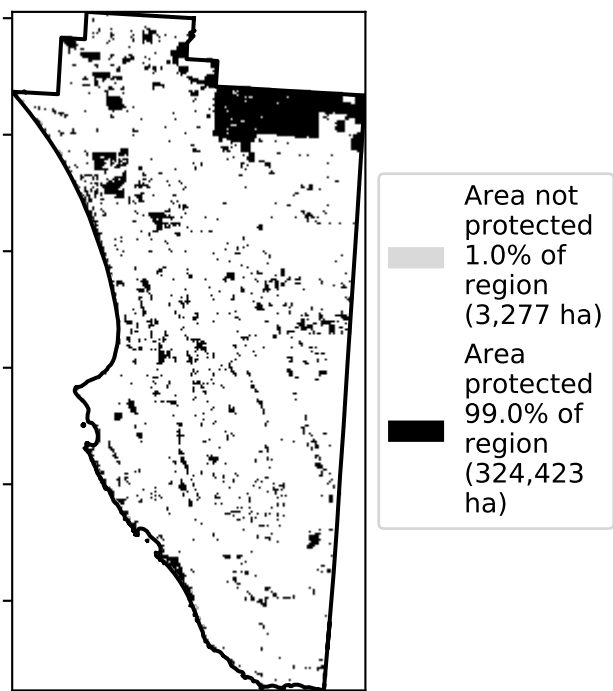 Area not
protected
1.0% of
region
(3,277 ha)
Area
protected
99.0% of
region
(324,423
ha)